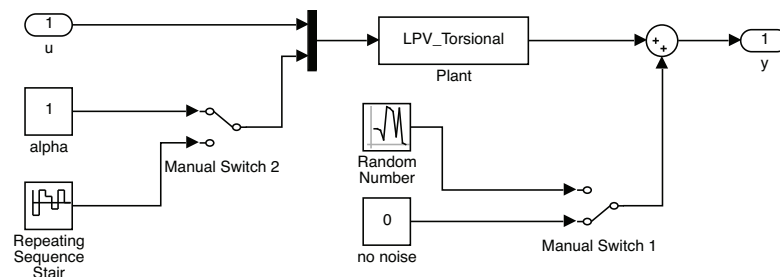 1
u
LPV_Torsional
Plant
1
y
1
alpha
Manual Switch 2
Random
Number
Repeating
Sequence
Stair
0
no noise
Manual Switch 1